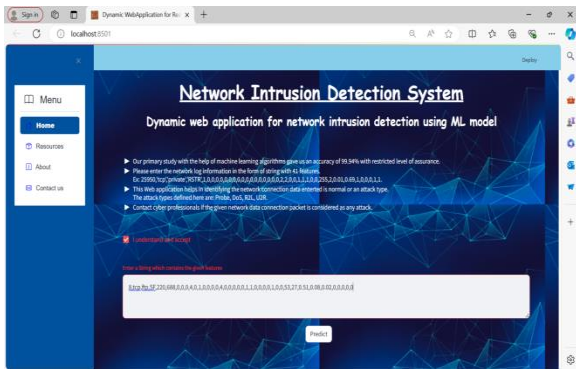 Sign in
Dynamic WebApplication for Ra
localhost:8501
Deploy
Menu
Home
Resources
About
Contact us
Network Intrusion Detection System
Dynamic web application for network intrusion detection using ML model
Our primary study with the help of machine learning algorithms gave us an accuracy of 99.94% with restricted level of assurance.
Please enter the network log information in the form of string with 41 features.
This Web application helps in identifying the network connection data enterted is normal or an attack type.
The attack types defined here are: Probe, DoS, R2L, U2R.
Contact cyber professionals if the given network data connection packet is considered as any attack.
I understand and accept
Enter a String which contains the given features
Predict